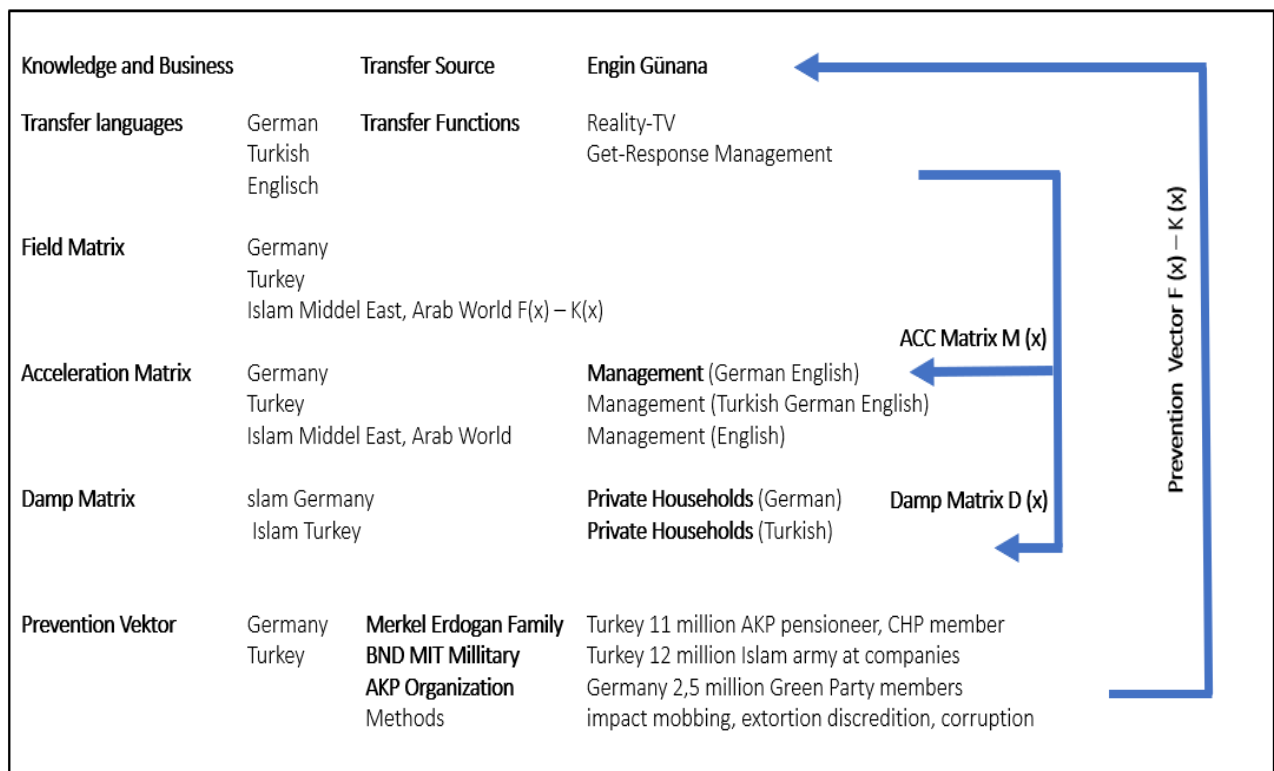 Knowledge and Business Transfer Source Engin Günana
Transfer languages German Transfer Functions Reality-TV
Turkish Get-Response Management
Englisch
Field Matrix Germany
Turkey
Islam Middel East, Arab World F(x) – K(x)
ACC Matrix M (x)
Acceleration Matrix Germany Management (German English)
Turkey Management (Turkish German English)
Islam Middel East, Arab World Management (English)
Damp Matrix slam Germany Private Households (German) Damp Matrix D (x)
Islam Turkey Private Households (Turkish)
Prevention Vektor Germany Merkel Erdogan Family Turkey 11 million AKP pensioneer, CHP member
Turkey BND MIT Millitary Turkey 12 million Islam army at companies
AKP Organization Germany 2,5 million Green Party members
Methods impact mobbing, extortion discredition, corruption
Prevention Vector F (x) – K (x)